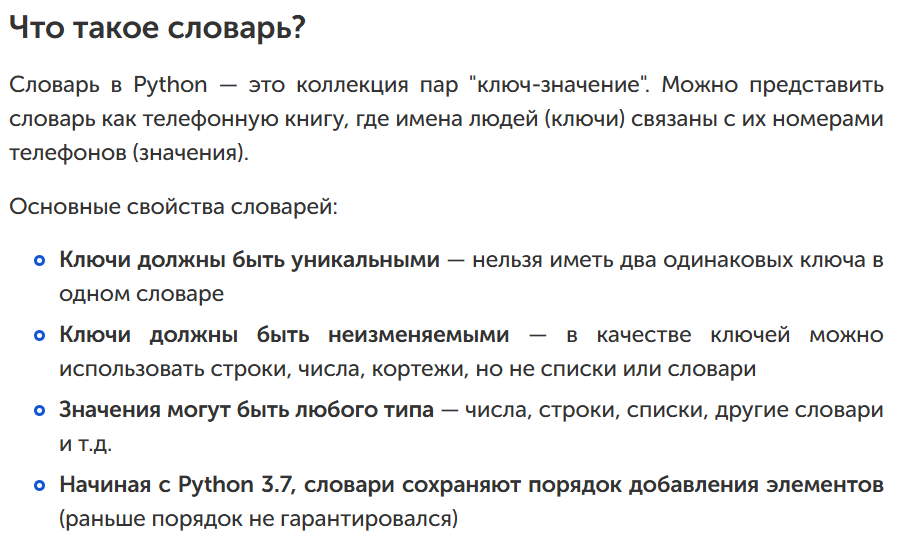 Что такое словарь?
Словарь в Python — это коллекция пар "ключ-значение". Можно представить
словарь как телефонную книгу, где имена людей (ключи) связаны с их номерами
телефонов (значения).
Основные свойства словарей:
Ключи должны быть уникальными — нельзя иметь два одинаковых ключа в
одном словаре
Ключи должны быть неизменяемыми — в качестве ключей можно
использовать строки, числа, кортежи, но не списки или словари
Значения могут быть любого типа — числа, строки, списки, другие словари
и т.д.
Начиная с Python 3.7, словари сохраняют порядок добавления элементов
(раньше порядок не гарантировался)